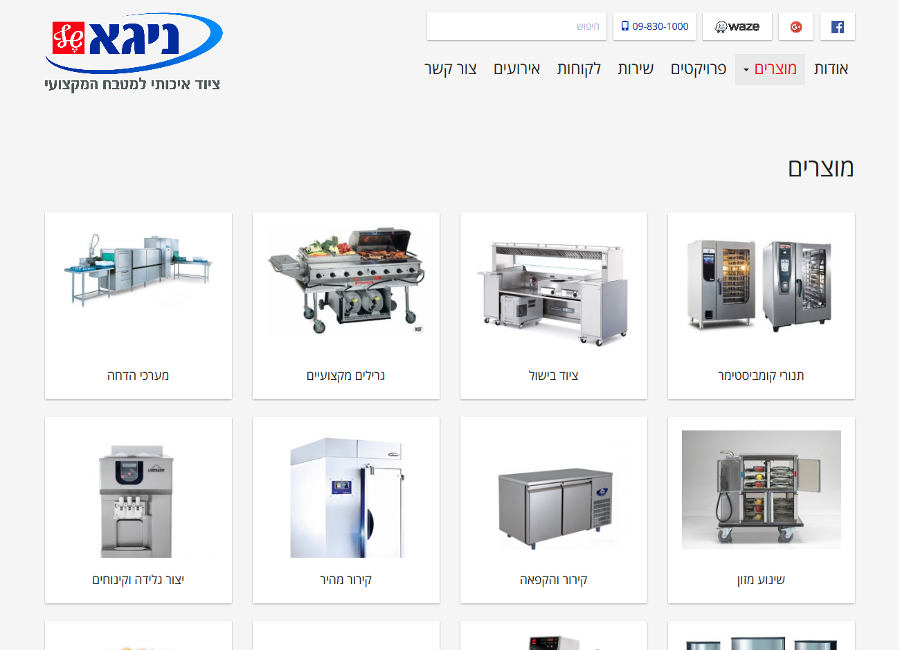 ניגא
שף
ציוד איכותי למטבח המקצועי
waze
09-830-1000
חיפוש
אודות
מוצרים
פרויקטים
שירות
לקוחות
אירועים
צור קשר
מוצרים
תנורי קומביסטימר
ציוד בישול
גרילים מקצועיים
מערכי הדחה
שינוע מזון
קירור והקפאה
קירור מהיר
יצור גלידה וקינוחים